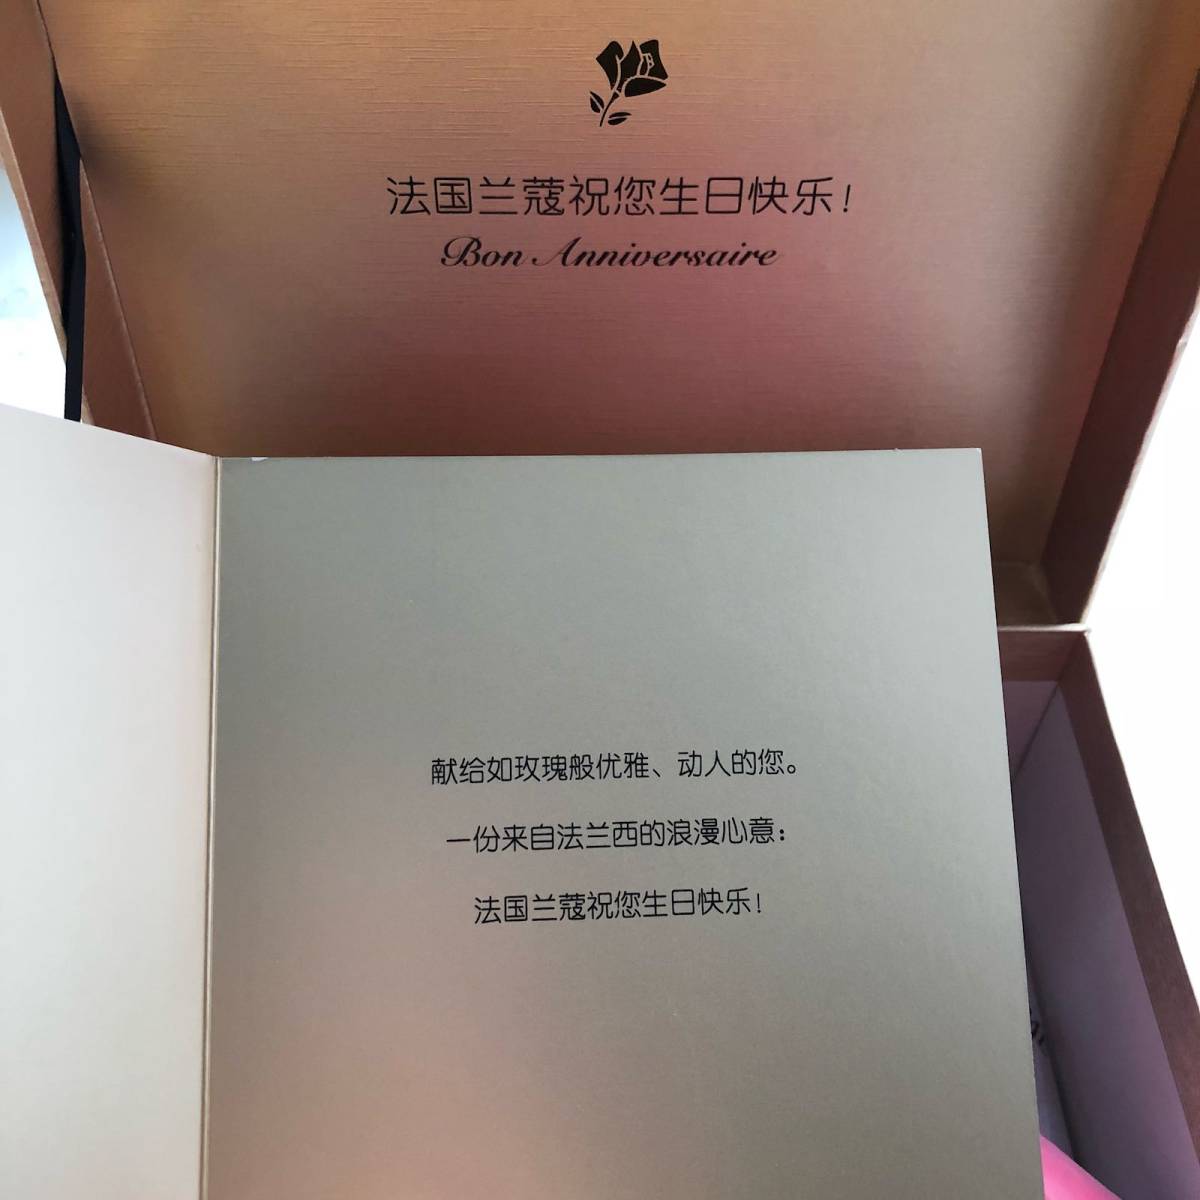 法国兰蔻祝您生日快乐!
Bon Anniversaire
献给如玫瑰般优雅、动人的您。
一份来自法兰西的浪漫心意:
法国兰蔻祝您生日快乐!